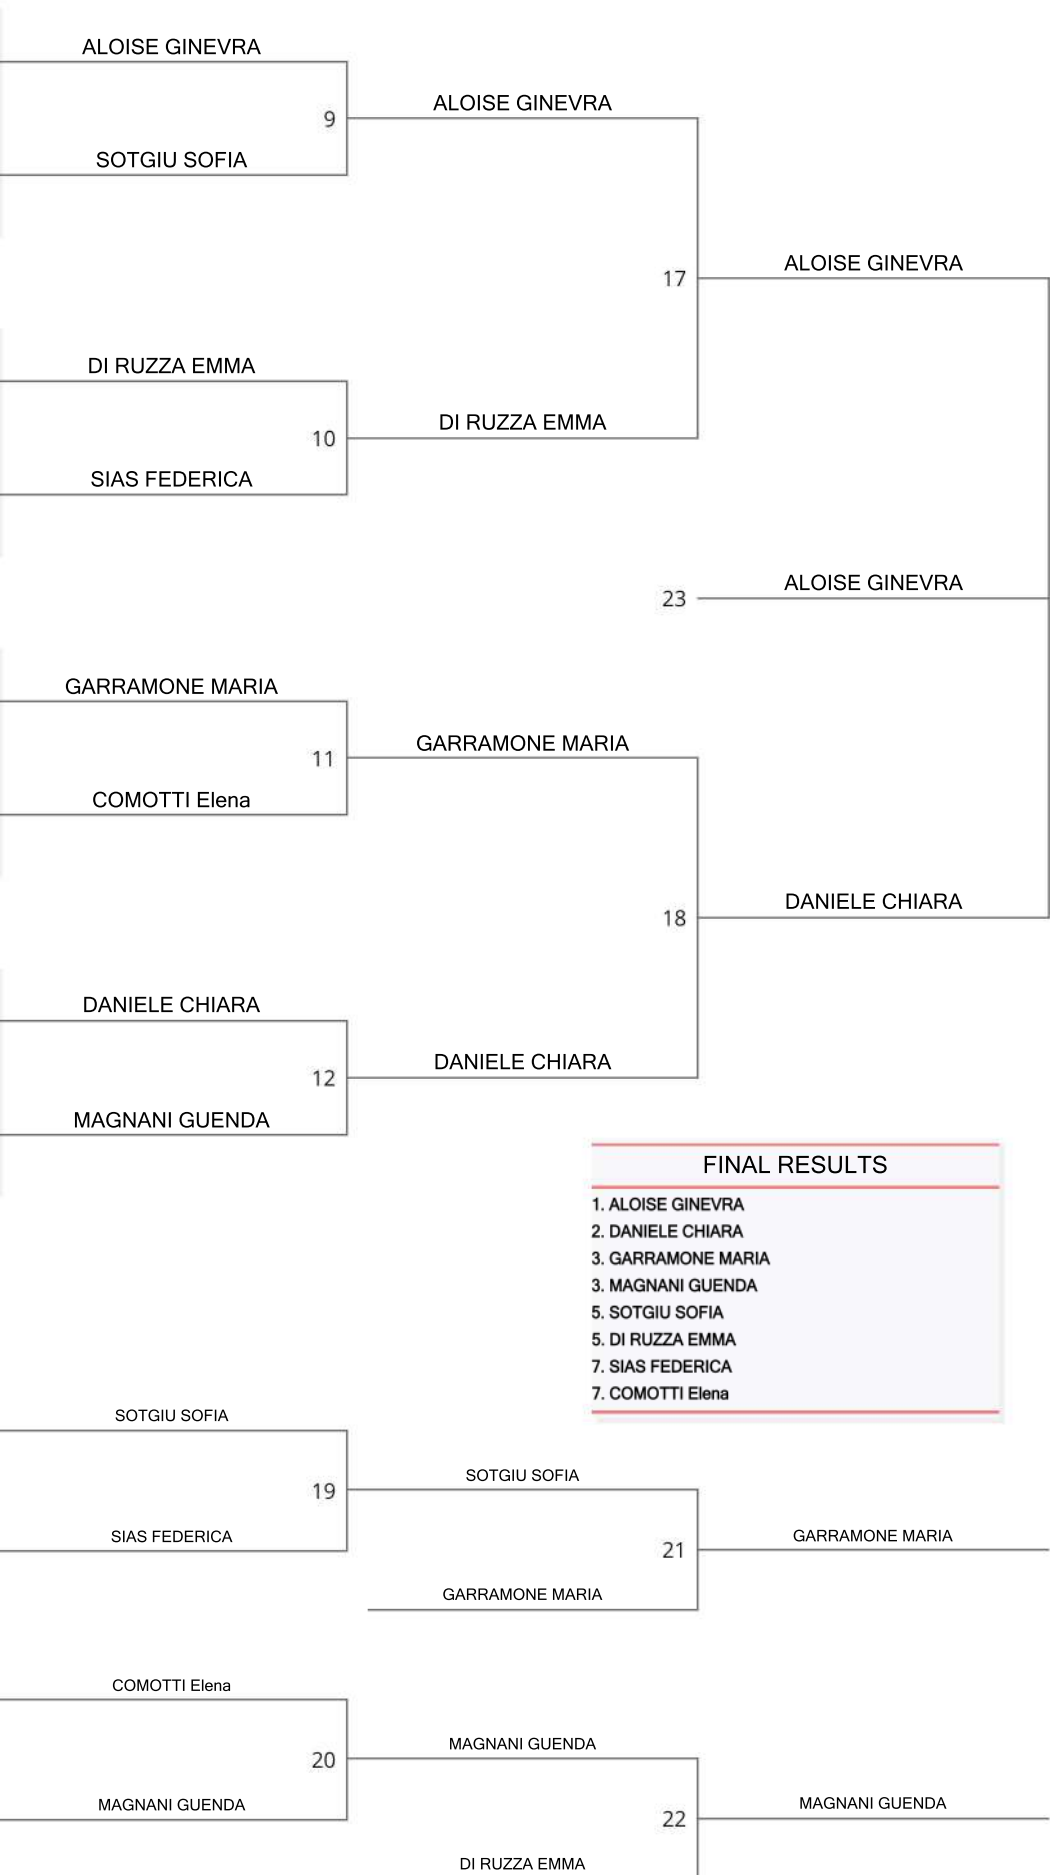 ALOISE GINEVRA
9
ALOISE GINEVRA
SOTGIU SOFIA
17
ALOISE GINEVRA
DI RUZZA EMMA
10
DI RUZZA EMMA
SIAS FEDERICA
23
ALOISE GINEVRA
GARRAMONE MARIA
11
GARRAMONE MARIA
COMOTTI Elena
18
DANIELE CHIARA
DANIELE CHIARA
12
DANIELE CHIARA
MAGNANI GUENDA
FINAL RESULTS
1. ALOISE GINEVRA
2. DANIELE CHIARA
3. GARRAMONE MARIA
3. MAGNANI GUENDA
5. SOTGIU SOFIA
5. DI RUZZA EMMA
7. SIAS FEDERICA
7. COMOTTI Elena
SOTGIU SOFIA
19
SOTGIU SOFIA
SIAS FEDERICA
21
GARRAMONE MARIA
GARRAMONE MARIA
COMOTTI Elena
20
MAGNANI GUENDA
MAGNANI GUENDA
22
MAGNANI GUENDA
DI RUZZA EMMA